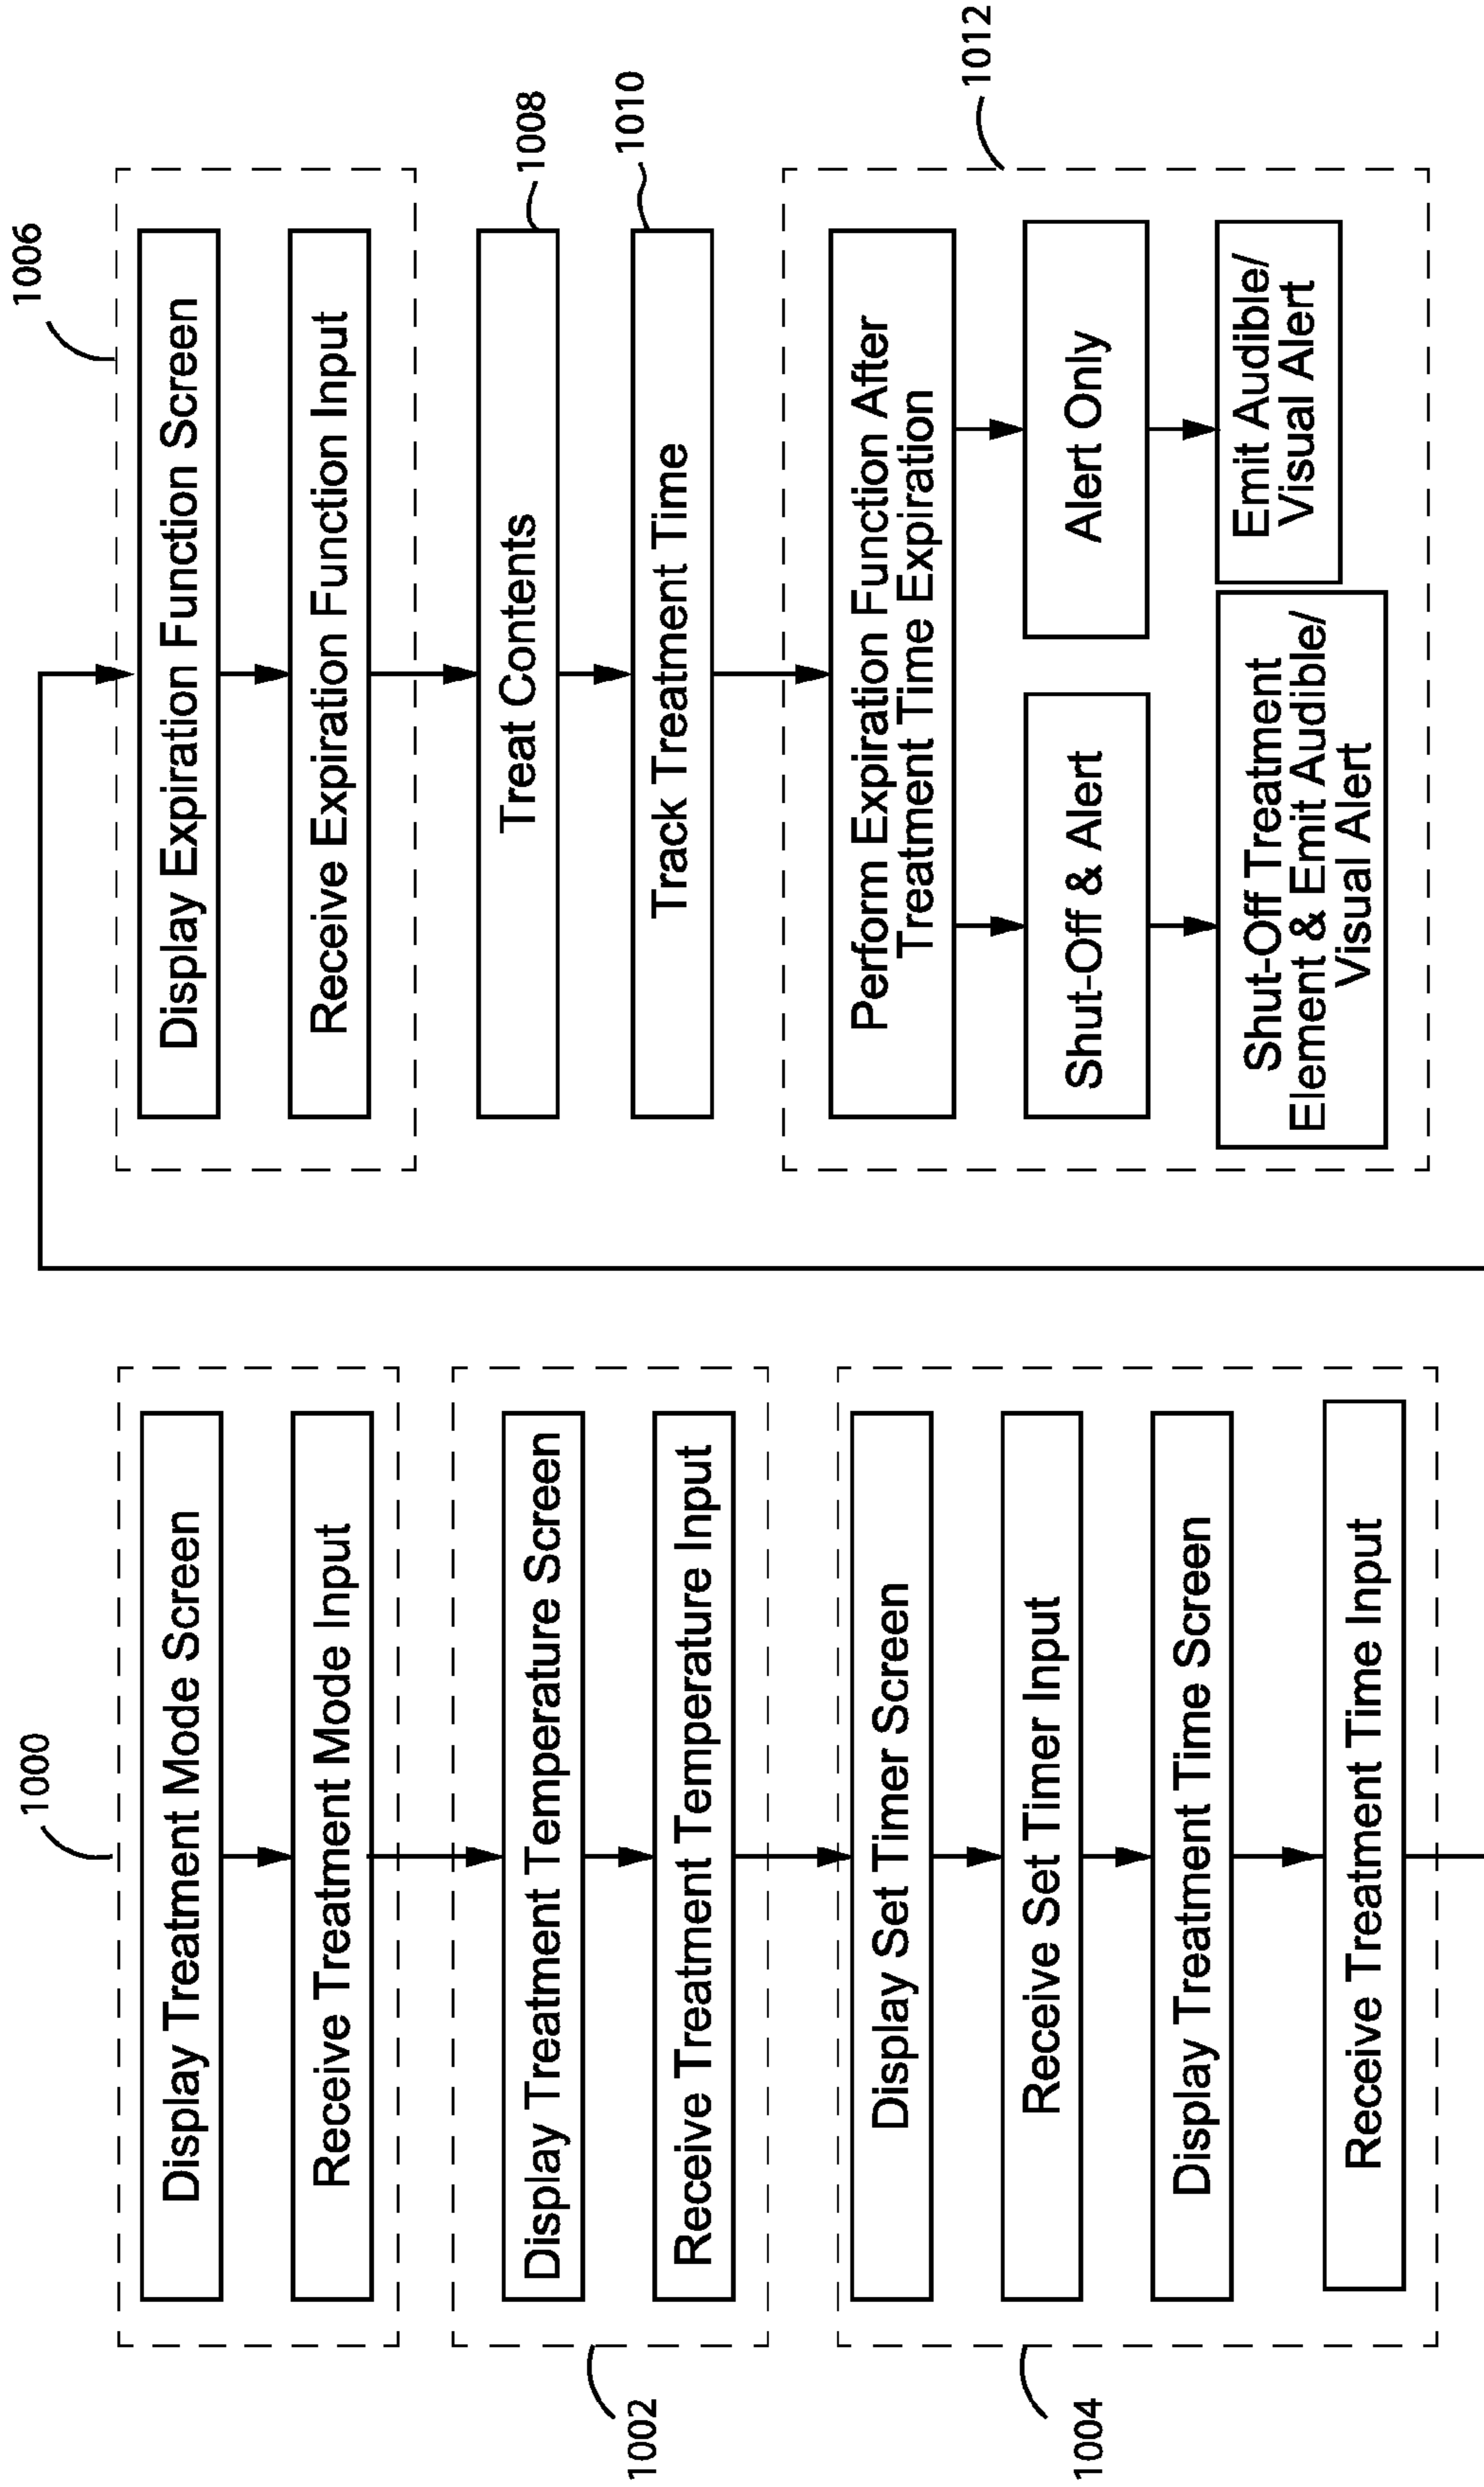 1000
Display Treatment Mode Screen
Receive Treatment Mode Input
Display Treatment Temperature Screen
Receive Treatment Temperature Input
1002
Display Set Timer Screen
Receive Set Timer Input
Display Treatment Time Screen
Receive Treatment Time Input
1004
1006
Display Expiration Function Screen
Receive Expiration Function Input
Treat Contents
1008
Track Treatment Time
1010
1012
Perform Expiration Function After
Treatment Time Expiration
Shut-Off & Alert
Alert Only
Shut-Off Treatment
Element & Emit Audible/
Visual Alert
Emit Audible/
Visual Alert